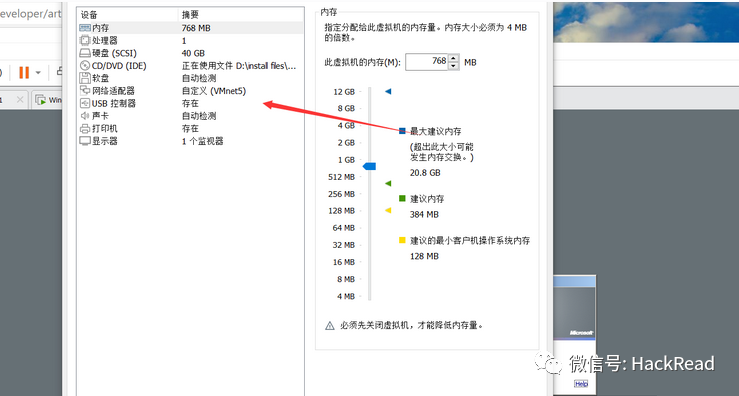 eveloper/art
1
Win
设备 摘要
内存 768 MB
处理器 1
硬盘 (SCSI) 40 GB
CD/DVD (IDE) 正在使用文件 D:\install files\...
软盘 自动检测
网络适配器 自定义 (VMnet5)
USB 控制器 存在
声卡 自动检测
打印机 存在
显示器 1 个监视器
内存
指定分配给此虚拟机的内存量。内存大小必须为 4 MB
的倍数。
此虚拟机的内存(M): 768 MB
12 GB
8 GB
4 GB
2 GB
1 GB
512 MB
256 MB
128 MB
64 MB
32 MB
16 MB
8 MB
4 MB
最大建议内存
(超出此大小可能
发生内存交换。)
20.8 GB
建议内存
384 MB
建议的最小客户机操作系统内存
128 MB
必须先关闭虚拟机，才能降低内存量。
Microsoft
Help
微信号: HackRead